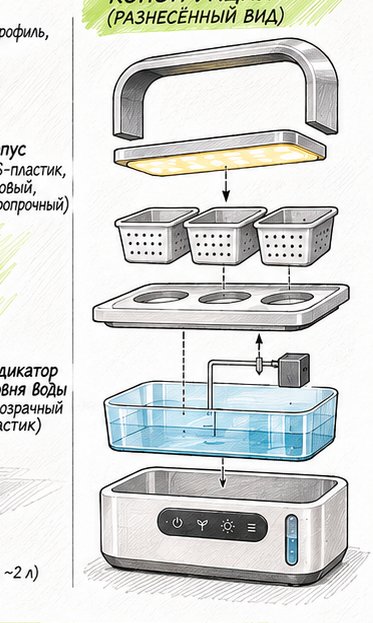 (РАЗНЕСЁННЫЙ ВИД)
рофиль,
пус
S-пластик,
овый,
ропрочный)
дикатор
вня воды
озрачный
астик)
~2 л)